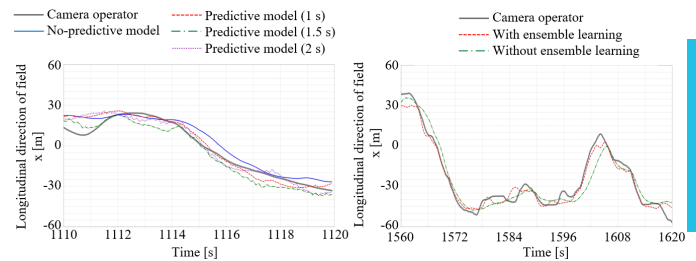 Camera operator
No-predictive model
Predictive model (1 s)
Predictive model (1.5 s)
Predictive model (2 s)
Longitudinal direction of field
x [m]
60
30
0
-30
-60
1110 1112 1114 1116 1118 1120
Time [s]
Camera operator
With ensemble learning
Without ensemble learning
Longitudinal direction of field
x [m]
60
30
0
-30
-60
1560 1572 1584 1596 1608 1620
Time [s]